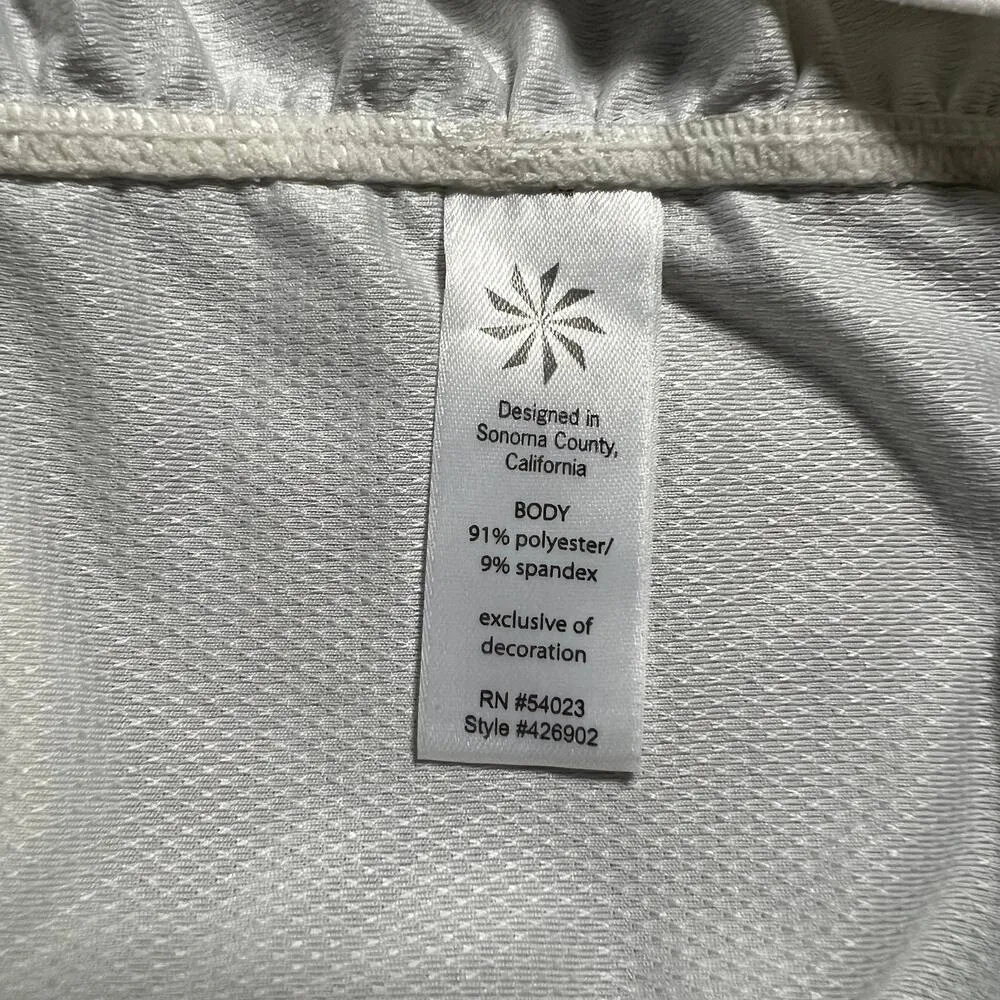 Designed in
Sonoma County,
California
BODY
91% polyester/
9% spandex
exclusive of
decoration
RN #54023
Style #426902